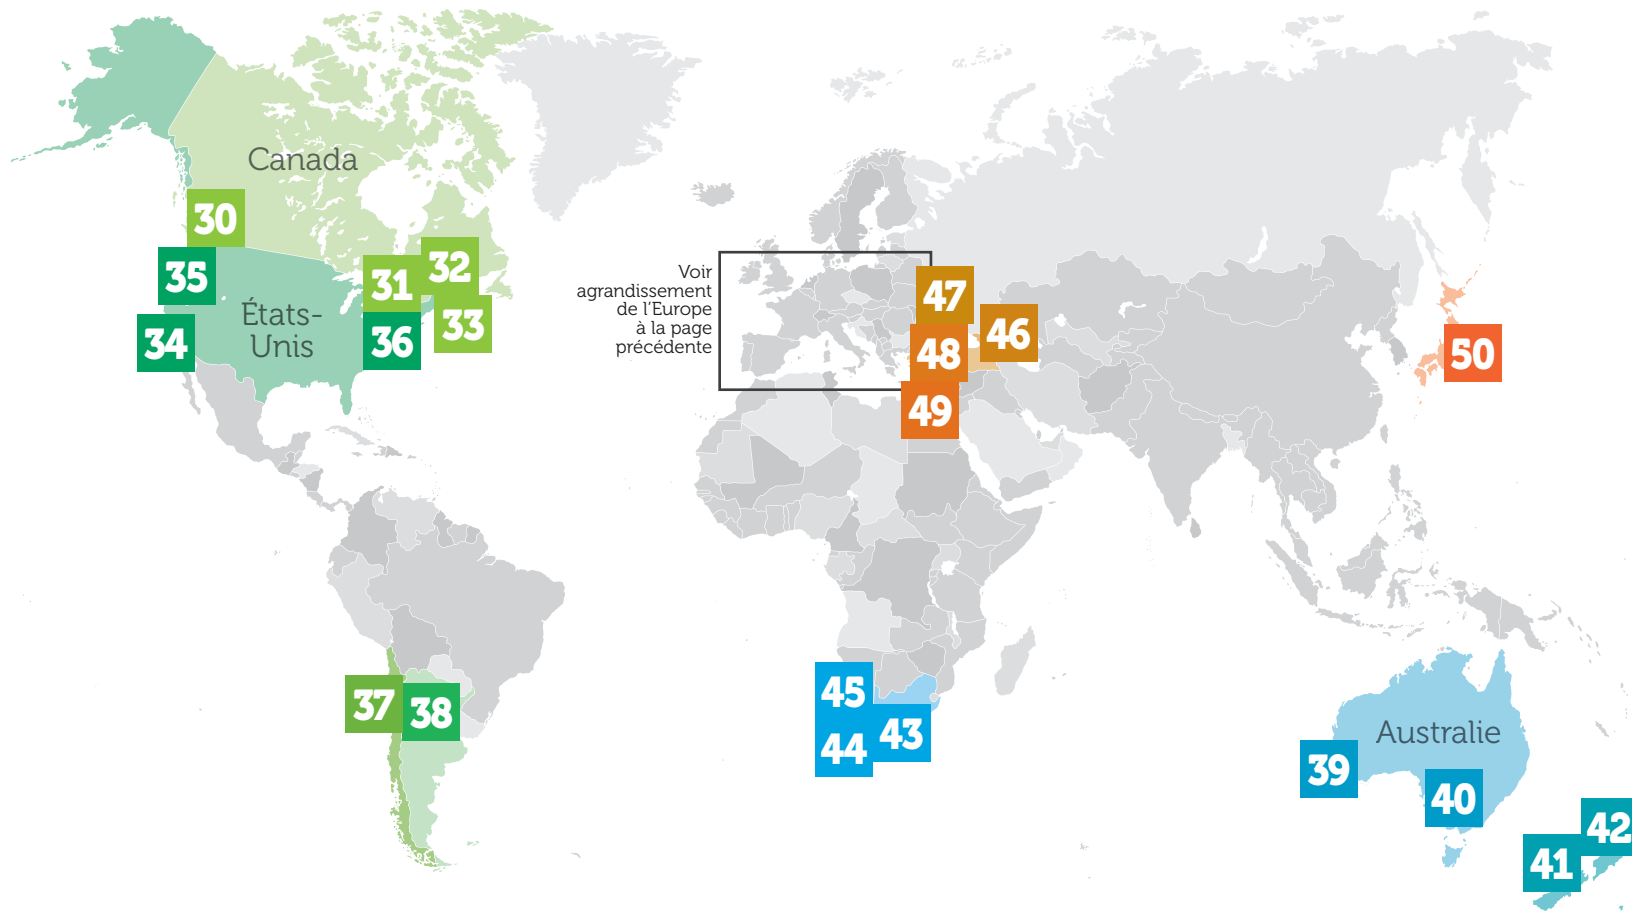 Canada
30
35
31
32
États-
Unis
33
34
36
Voir
agrandissement
de l'Europe
à la page
précédente
47
46
48
49
50
37
38
45
43
44
Australie
39
40
42
41